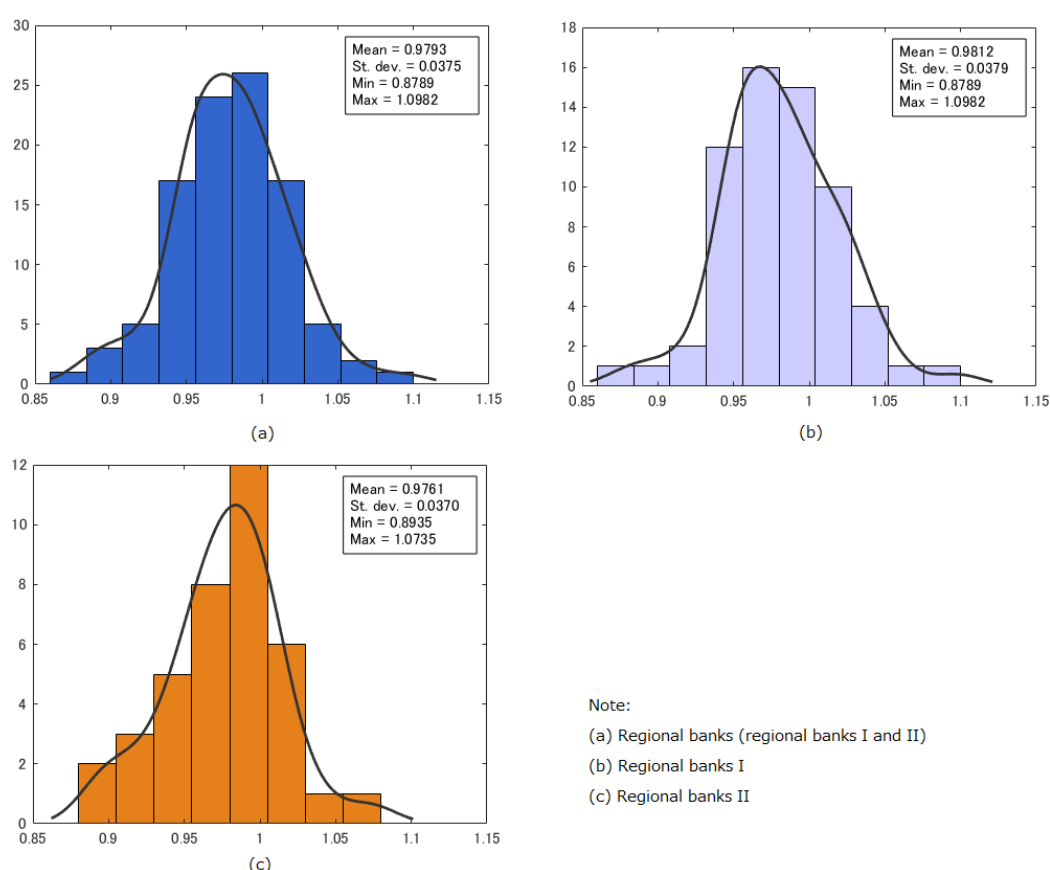 30
25
20
15
10
5
0
0.85 0.9 0.95 1 1.05 1.1 1.15
Mean = 0.9793
St. dev. = 0.0375
Min = 0.8789
Max = 1.0982
(a)
18
16
14
12
10
8
6
4
2
0
0.85 0.9 0.95 1 1.05 1.1 1.15
Mean = 0.9812
St. dev. = 0.0379
Min = 0.8789
Max = 1.0982
(b)
12
10
8
6
4
2
0
0.85 0.9 0.95 1 1.05 1.1 1.15
Mean = 0.9761
St. dev. = 0.0370
Min = 0.8935
Max = 1.0735
(c)
Note:
(a) Regional banks (regional banks I and II)
(b) Regional banks I
(c) Regional banks II